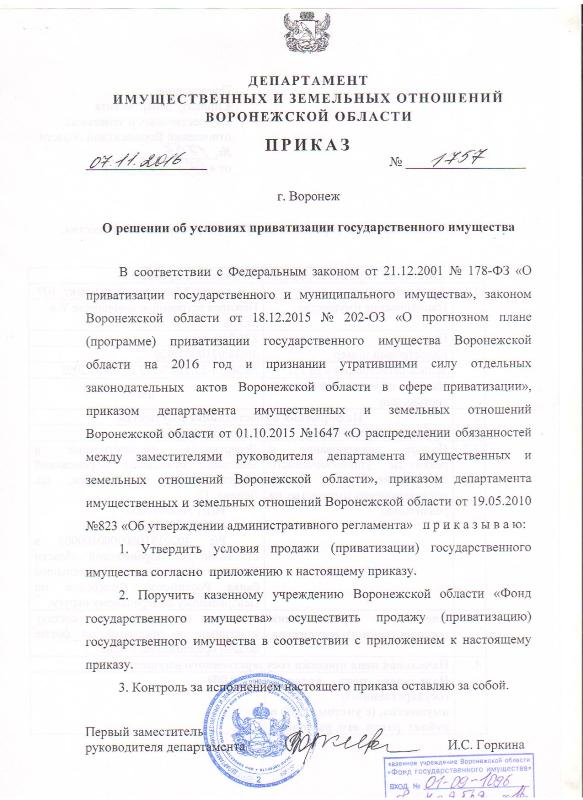 ДЕПАРТАМЕНТ
ИМУЩЕСТВЕННЫХ И ЗЕМЕЛЬНЫХ ОТНОШЕНИЙ
ВОРОНЕЖСКОЙ ОБЛАСТИ
ПРИКАЗ
07.11.2016 № 1757
г. Воронеж
О решении об условиях приватизации государственного имущества
В соответствии с Федеральным законом от 21.12.2001 № 178-ФЗ «О
приватизации государственного и муниципального имущества», законом
Воронежской области от 18.12.2015 № 202-ОЗ «О прогнозном плане
(программе) приватизации государственного имущества Воронежской
области на 2016 год и признании утратившими силу отдельных
законодательных актов Воронежской области в сфере приватизации»,
приказом департамента имущественных и земельных отношений
Воронежской области от 01.10.2015 №1647 «О распределении обязанностей
между заместителями руководителя департамента имущественных и
земельных отношений Воронежской области», приказом департамента
имущественных и земельных отношений Воронежской области от 19.05.2010
№823 «Об утверждении административного регламента» п р и к а з ы в а ю:
1. Утвердить условия продажи (приватизации) государственного
имущества согласно приложению к настоящему приказу.
2. Поручить казенному учреждению Воронежской области «Фонд
государственного имущества» осуществить продажу (приватизацию)
государственного имущества в соответствии с приложением к настоящему
приказу.
3. Контроль за исполнением настоящего приказа оставляю за собой.
Первый заместитель
руководителя департамента И.С. Горкина
2
казенное учреждение Воронежской области
«Фонд государственного имущества»
ВХОД. № 01-09-1096